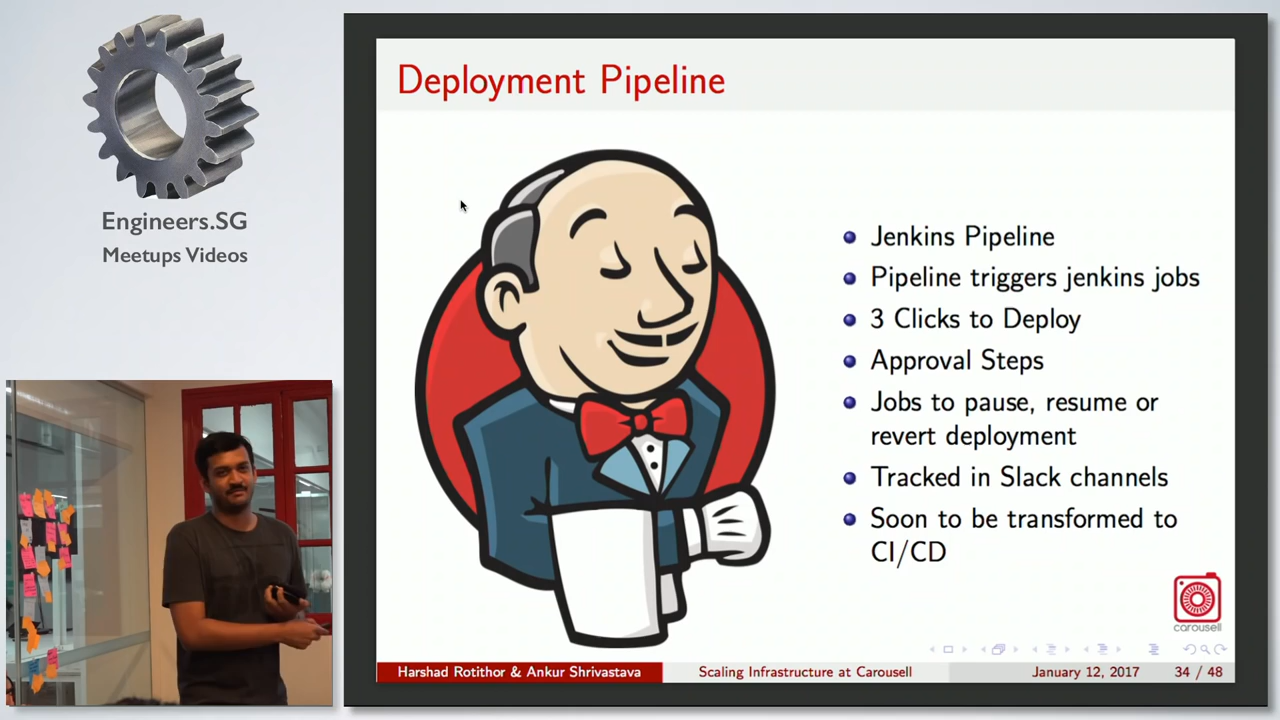 Engineers.SG
Meetups Videos
Deployment Pipeline
Jenkins Pipeline
Pipeline triggers jenkins jobs
3 Clicks to Deploy
Approval Steps
Jobs to pause, resume or
revert deployment
Tracked in Slack channels
Soon to be transformed to
CI/CD
carousell
Harshad Rotithor & Ankur Shrivastava
Scaling Infrastructure at Carousell
January 12, 2017
34 / 48